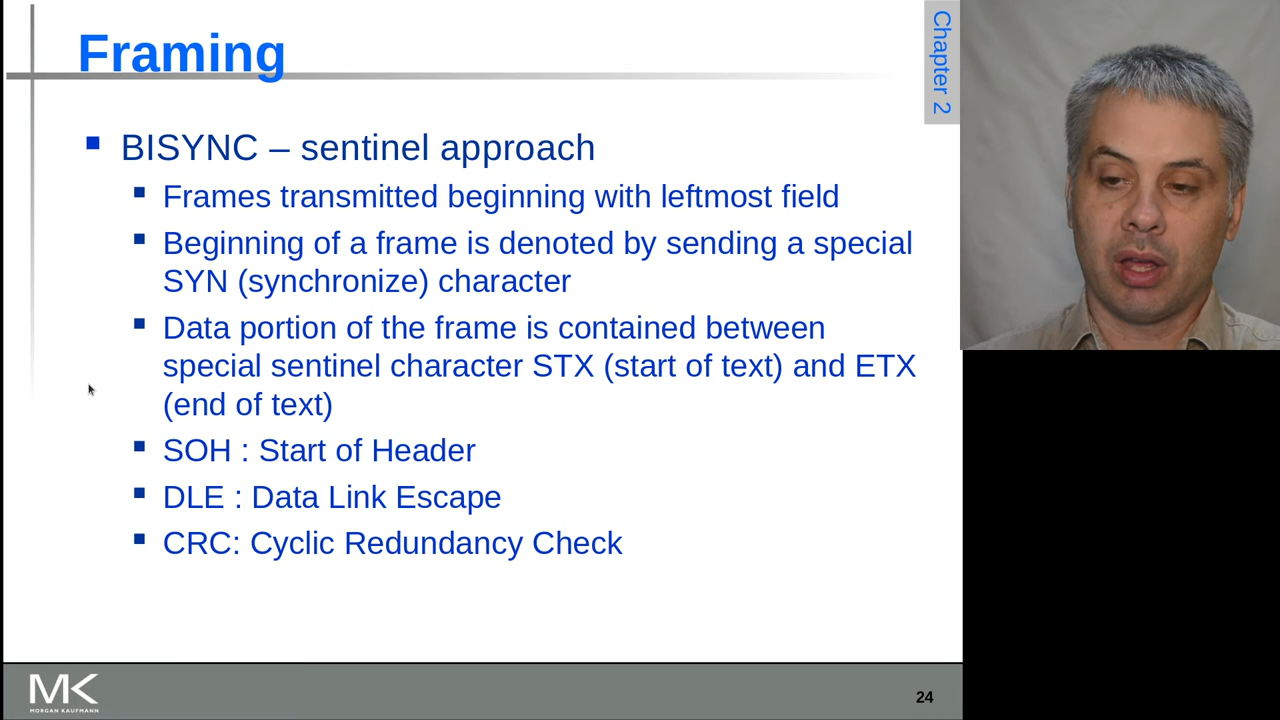 Framing
Chapter 2
BISYNC – sentinel approach
Frames transmitted beginning with leftmost field
Beginning of a frame is denoted by sending a special
SYN (synchronize) character
Data portion of the frame is contained between
special sentinel character STX (start of text) and ETX
(end of text)
SOH : Start of Header
DLE : Data Link Escape
CRC: Cyclic Redundancy Check
MK
MORGAN KAUFMANN
24